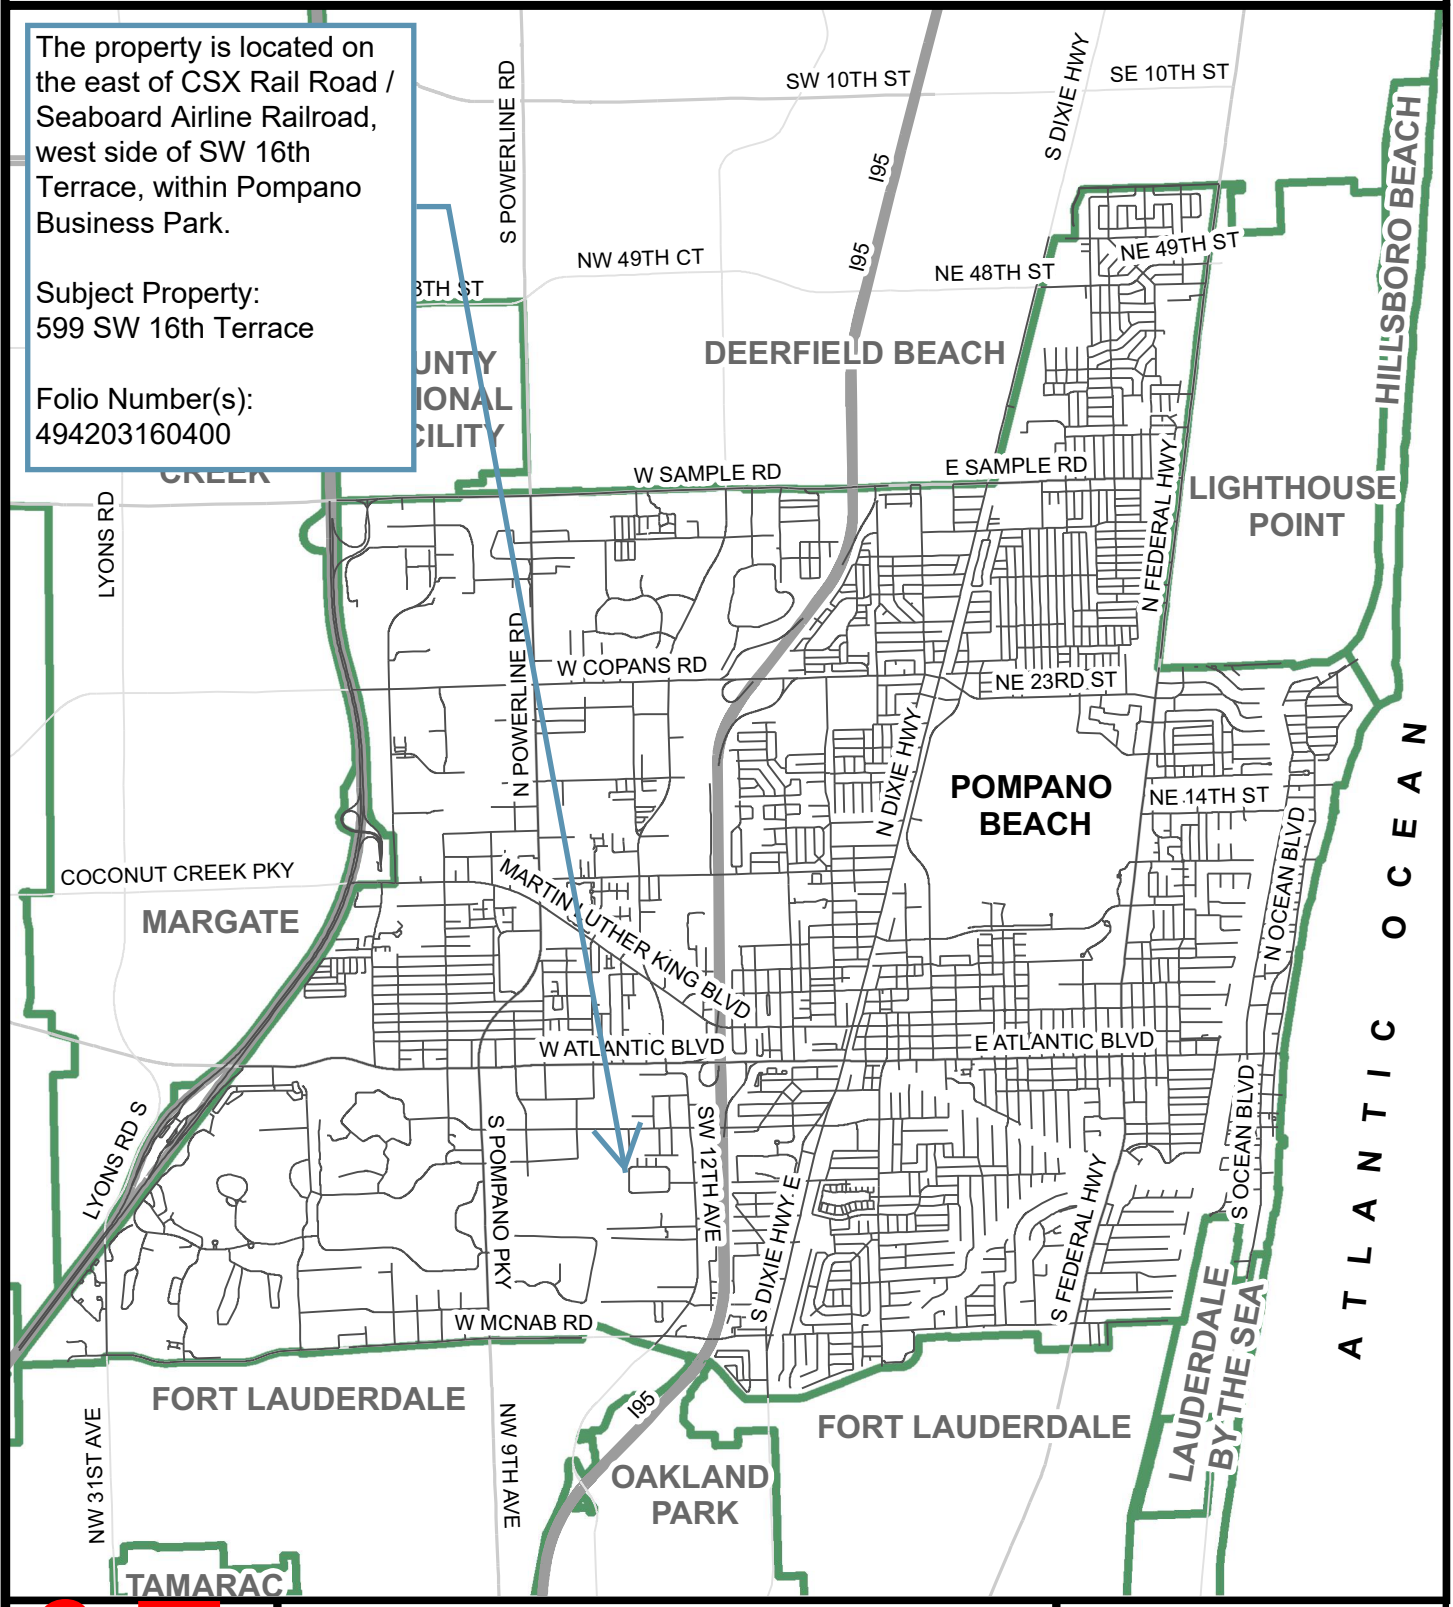 The property is located on
the east of CSX Rail Road /
Seaboard Airline Railroad,
west side of SW 16th
Terrace, within Pompano
Business Park.
Subject Property:
599 SW 16th Terrace
Folio Number(s):
494203160400
S POWERLINE RD
SW 10TH ST
SE 10TH ST
S DIXIE HWY
I95
HILLSBORO BEACH
NE 49TH ST
NW 49TH CT
I95
NE 48TH ST
8TH ST
DEERFIELD BEACH
UNTY
IONAL
CILITY
CREEK
W SAMPLE RD
E SAMPLE RD
LYONS RD
N FEDERAL HWY
LIGHTHOUSE
POINT
N POWERLINE RD
W COPANS RD
NE 23RD ST
N DIXIE HWY
POMPANO
BEACH
NE 14TH ST
N OCEAN BLVD
COCONUT CREEK PKY
MARGATE
MARTIN LUTHER KING BLVD
W ATLANTIC BLVD
E ATLANTIC BLVD
ATLANTIC OCEAN
LYONS RD S
S POMPANO PKY
SW 12TH AVE
S DIXIE HWY E
S FEDERAL HWY
S OCEAN BLVD
W MCNAB RD
LAUDERDALE
BY THE SEA
FORT LAUDERDALE
FORT LAUDERDALE
I95
NW 31ST AVE
NW 9TH AVE
OAKLAND
PARK
TAMARAC